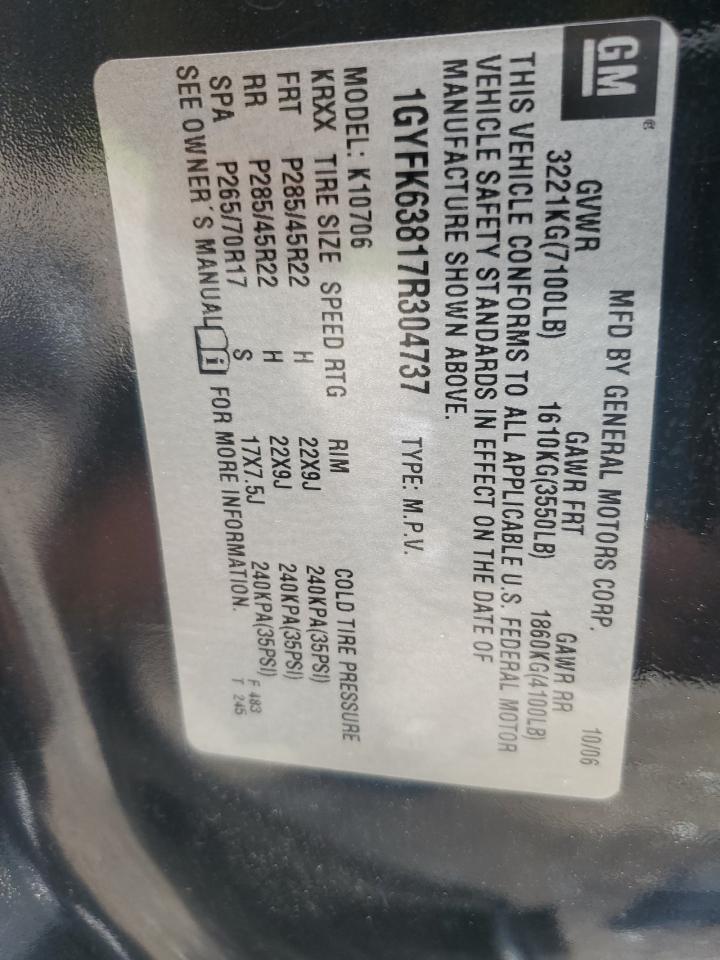 GM®
MFD BY GENERAL MOTORS CORP. 10/06
GVWR GAWR FRT GAWR RR
3221KG(7100LB) 1610KG(3550LB) 1860KG(4100LB)
THIS VEHICLE CONFORMS TO ALL APPLICABLE U.S. FEDERAL MOTOR
VEHICLE SAFETY STANDARDS IN EFFECT ON THE DATE OF
MANUFACTURE SHOWN ABOVE.
1GYFK63817R304737 TYPE: M.P.V.
MODEL: K10706
KRXX TIRE SIZE SPEED RTG RIM COLD TIRE PRESSURE
FRT P285/45R22 H 22X9J 240KPA(35PSI)
RR P285/45R22 H 22X9J 240KPA(35PSI)
SPA P265/70R17 S 17X7.5J 240KPA(35PSI)
SEE OWNER'S MANUAL i FOR MORE INFORMATION.
F 483
T 245